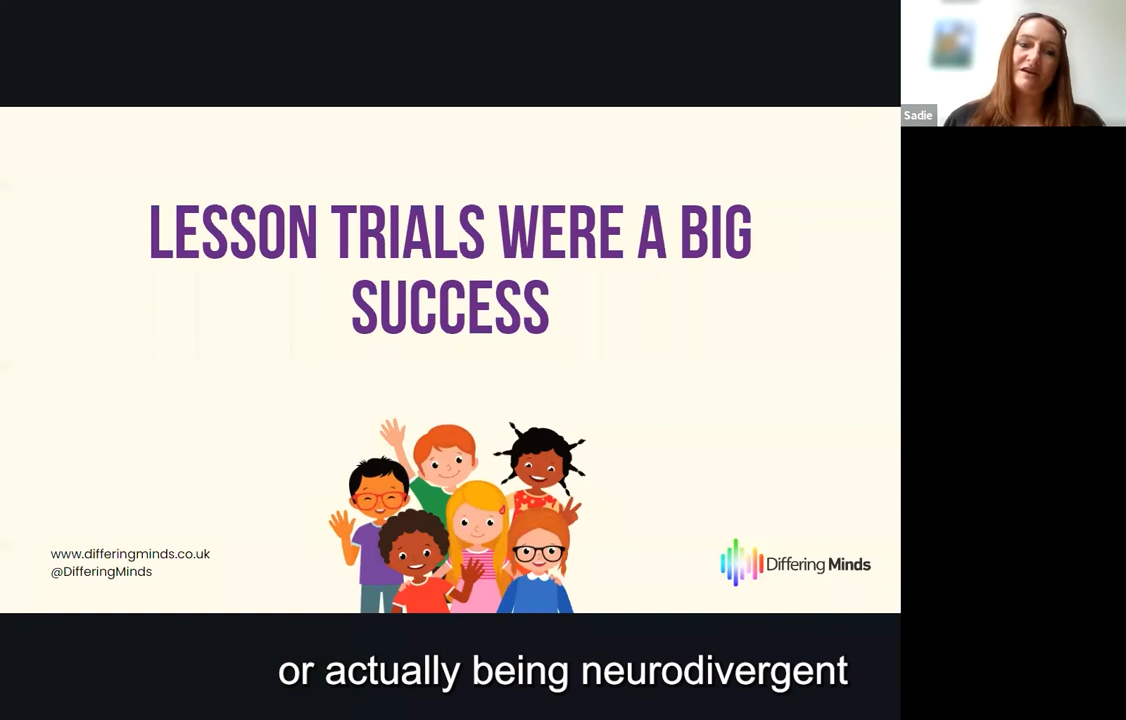 Sadie
LESSON TRIALS WERE A BIG
SUCCESS
www.differingminds.co.uk
@DifferingMinds
Differing Minds
or actually being neurodivergent